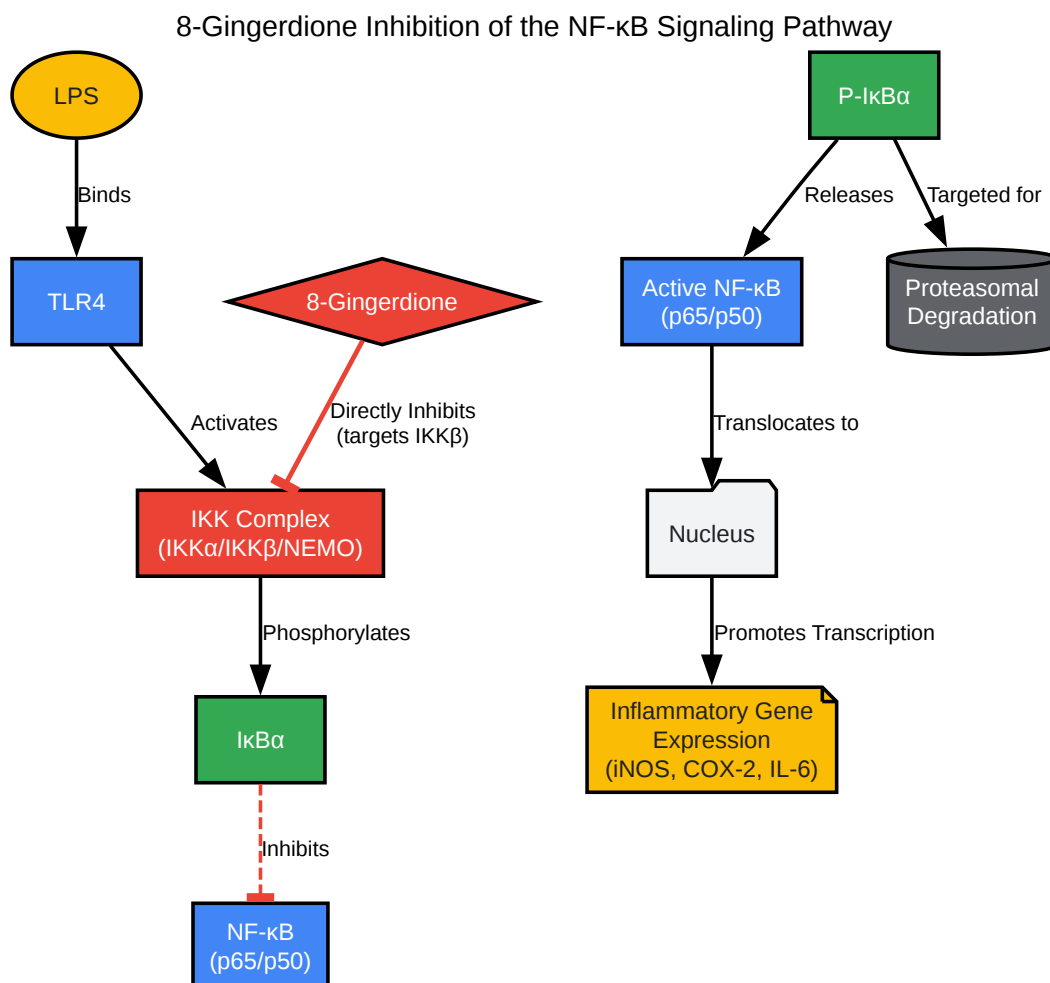 8-Gingerdione Inhibition of the NF-κB Signaling Pathway
LPS
Binds
TLR4
8-Gingerdione
Activates
Directly Inhibits
(targets IKKβ)
IKK Complex
(IKKα/IKKβ/NEMO)
Phosphorylates
IκBα
Inhibits
NF-κB
(p65/p50)
P-IκBα
Releases
Targeted for
Active NF-κB
(p65/p50)
Proteasomal
Degradation
Translocates to
Nucleus
Promotes Transcription
Inflammatory Gene
Expression
(iNOS, COX-2, IL-6)